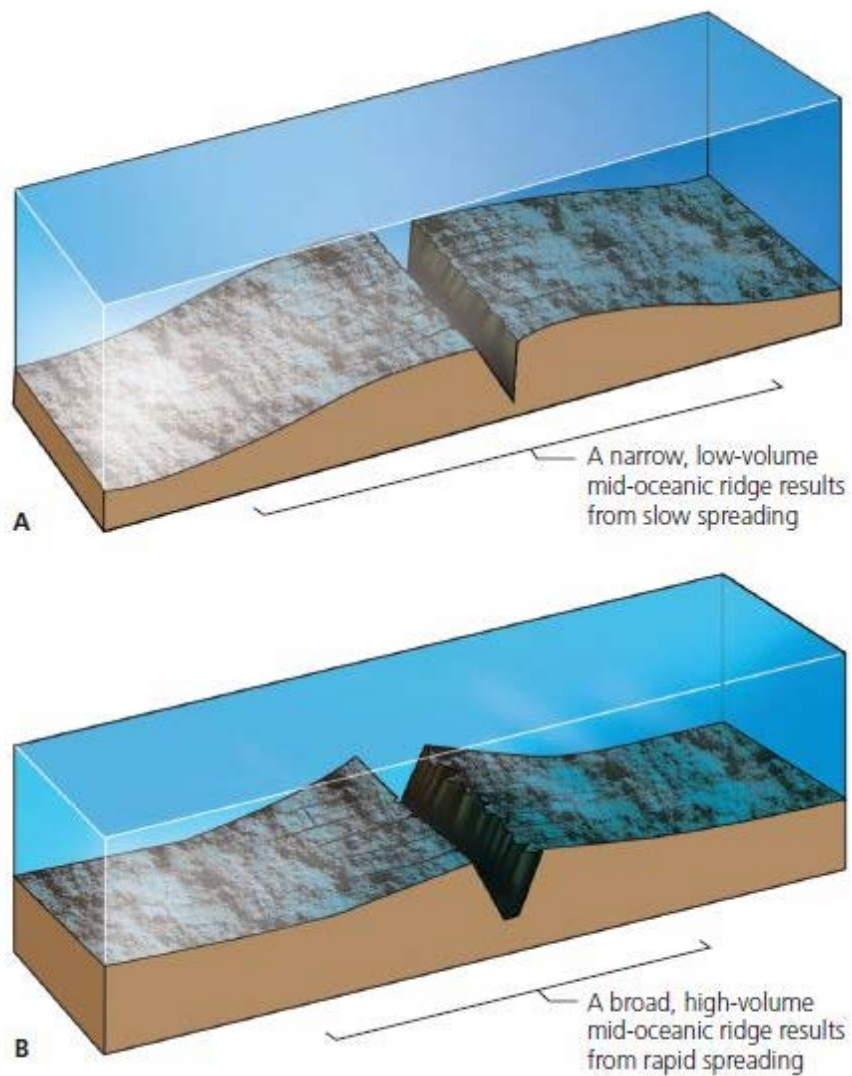 A narrow, low-volume
mid-oceanic ridge results
from slow spreading
A
A broad, high-volume
mid-oceanic ridge results
from rapid spreading
B